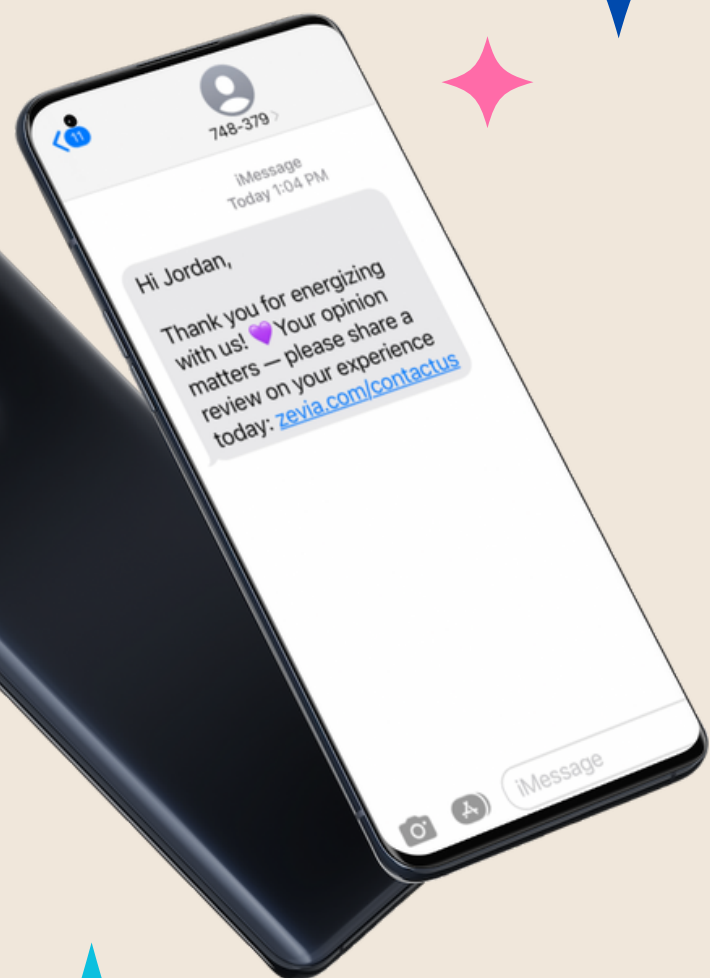 11
748-379
iMessage
Today 1:04 PM
Hi Jordan,
Thank you for energizing
with us! 💜 Your opinion
matters — please share a
review on your experience
today: zevia.com/contactus
iMessage